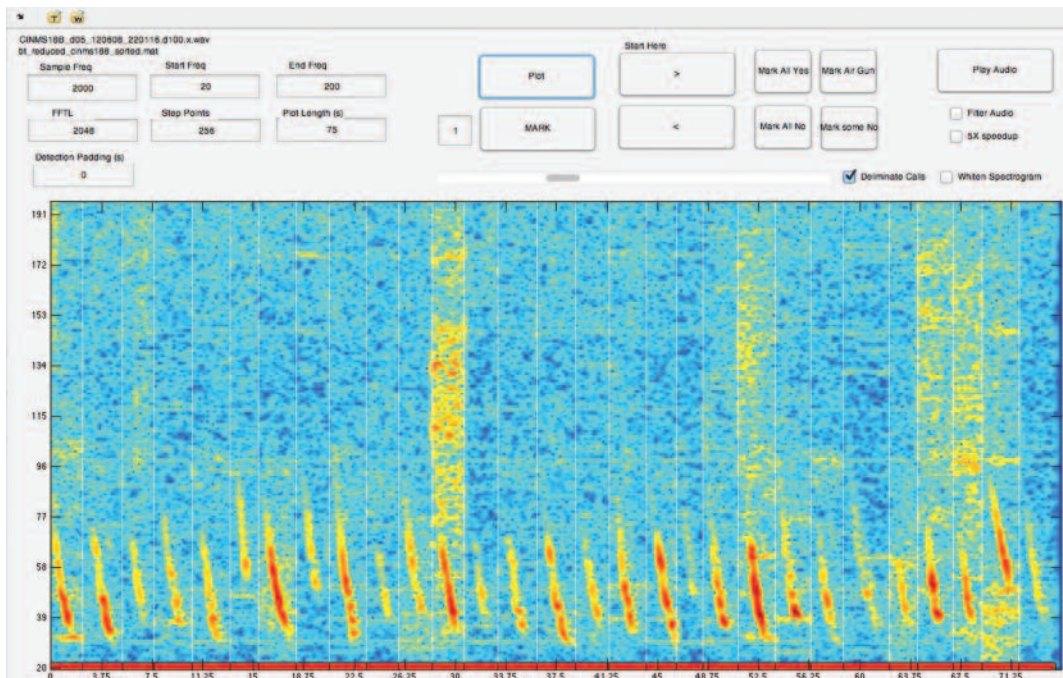 CINMS18B_d05_120608_220116.d100.x.wav
bt_reduced_cinms18B_sorted.mat
Sample Freq
Start Freq
End Freq
2000
20
200
FFTL
Step Points
Plot Length (s)
2048
256
75
Detection Padding (s)
0
1
Plot
MARK
Start Here
>
<
Mark All Yes
Mark Air Gun
Mark All No
Mark some No
Play Audio
Filter Audio
5X speedup
Deliminate Calls
Whiten Spectrogram
191
172
153
134
115
96
77
58
39
20
0 3.75 7.5 11.25 15 18.75 22.5 26.25 30 33.75 37.5 41.25 45 48.75 52.5 56.25 60 63.75 67.5 71.25